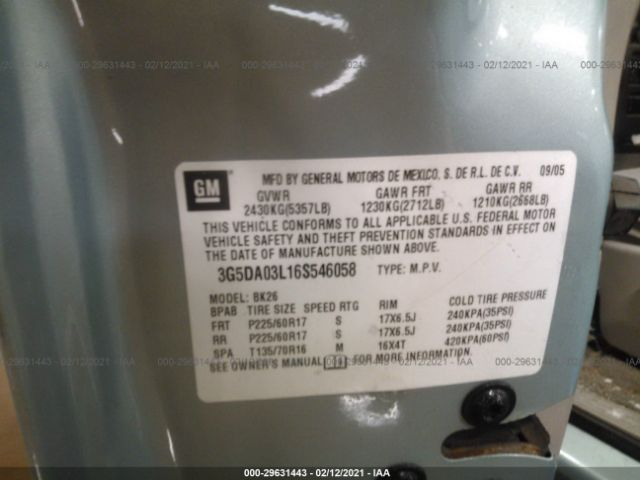 000-29631443 - 02/12/2021 - IAA
GM
MFD BY GENERAL MOTORS DE MEXICO, S. DE R.L. DE C.V. 09/05
GVWR GAWR FRT GAWR RR
2430KG(5357LB) 1230KG(2712LB) 1210KG(2668LB)
THIS VEHICLE CONFORMS TO ALL APPLICABLE U.S. FEDERAL MOTOR
VEHICLE SAFETY AND THEFT PREVENTION STANDARDS IN EFFECT ON
THE DATE OF MANUFACTURE SHOWN ABOVE.
3G5DA03L16S546058 TYPE: M.P.V.
MODEL: BK26
BPAB TIRE SIZE SPEED RTG RIM COLD TIRE PRESSURE
FRT P225/60R17 S 17X6.5J 240KPA(35PSI)
RR P225/60R17 S 17X6.5J 240KPA(35PSI)
SPA T135/70R16 M 16X4T 420KPA(60PSI)
SEE OWNER'S MANUAL FOR MORE INFORMATION.
000-29631443 - 02/12/2021 - IAA